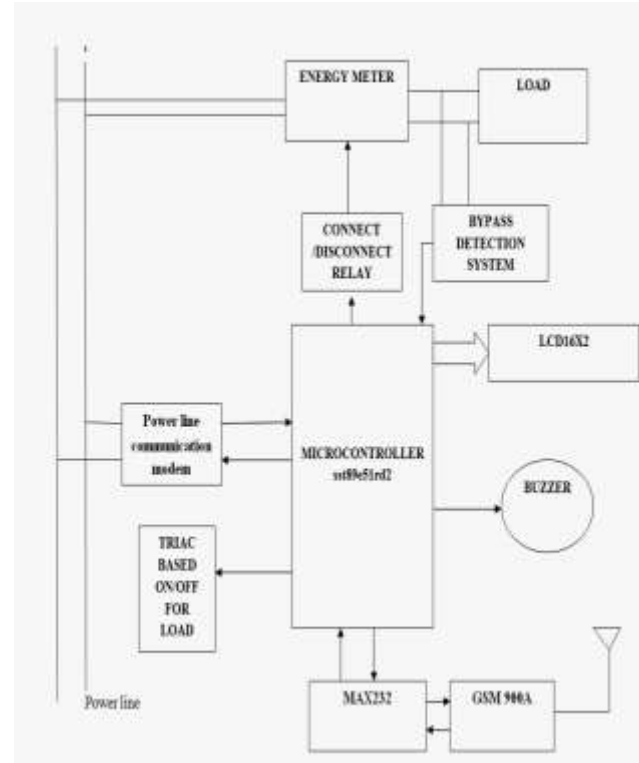 ENERGY METER
LOAD
CONNECT
/DISCONNECT
RELAY
BYPASS
DETECTION
SYSTEM
LCD16X2
Power line
communication
modem
MICROCONTROLLER
sst89e51rd2
BUZZER
TRIAC
BASED
ON/OFF
FOR
LOAD
Power line
MAX232
GSM 900A